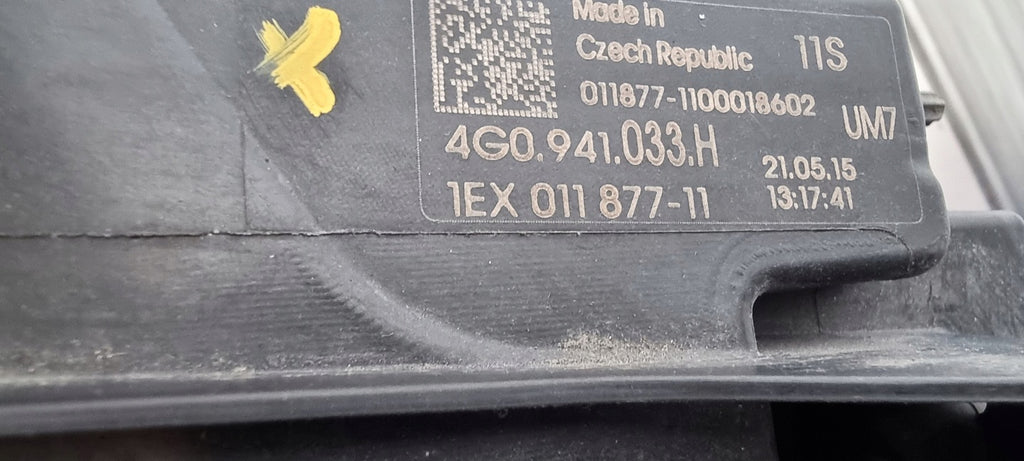 Made in
Czech Republic 11S
011877-1100018602 UM7
4G0.941.033.H 21.05.15
1EX 011 877-11 13:17:41